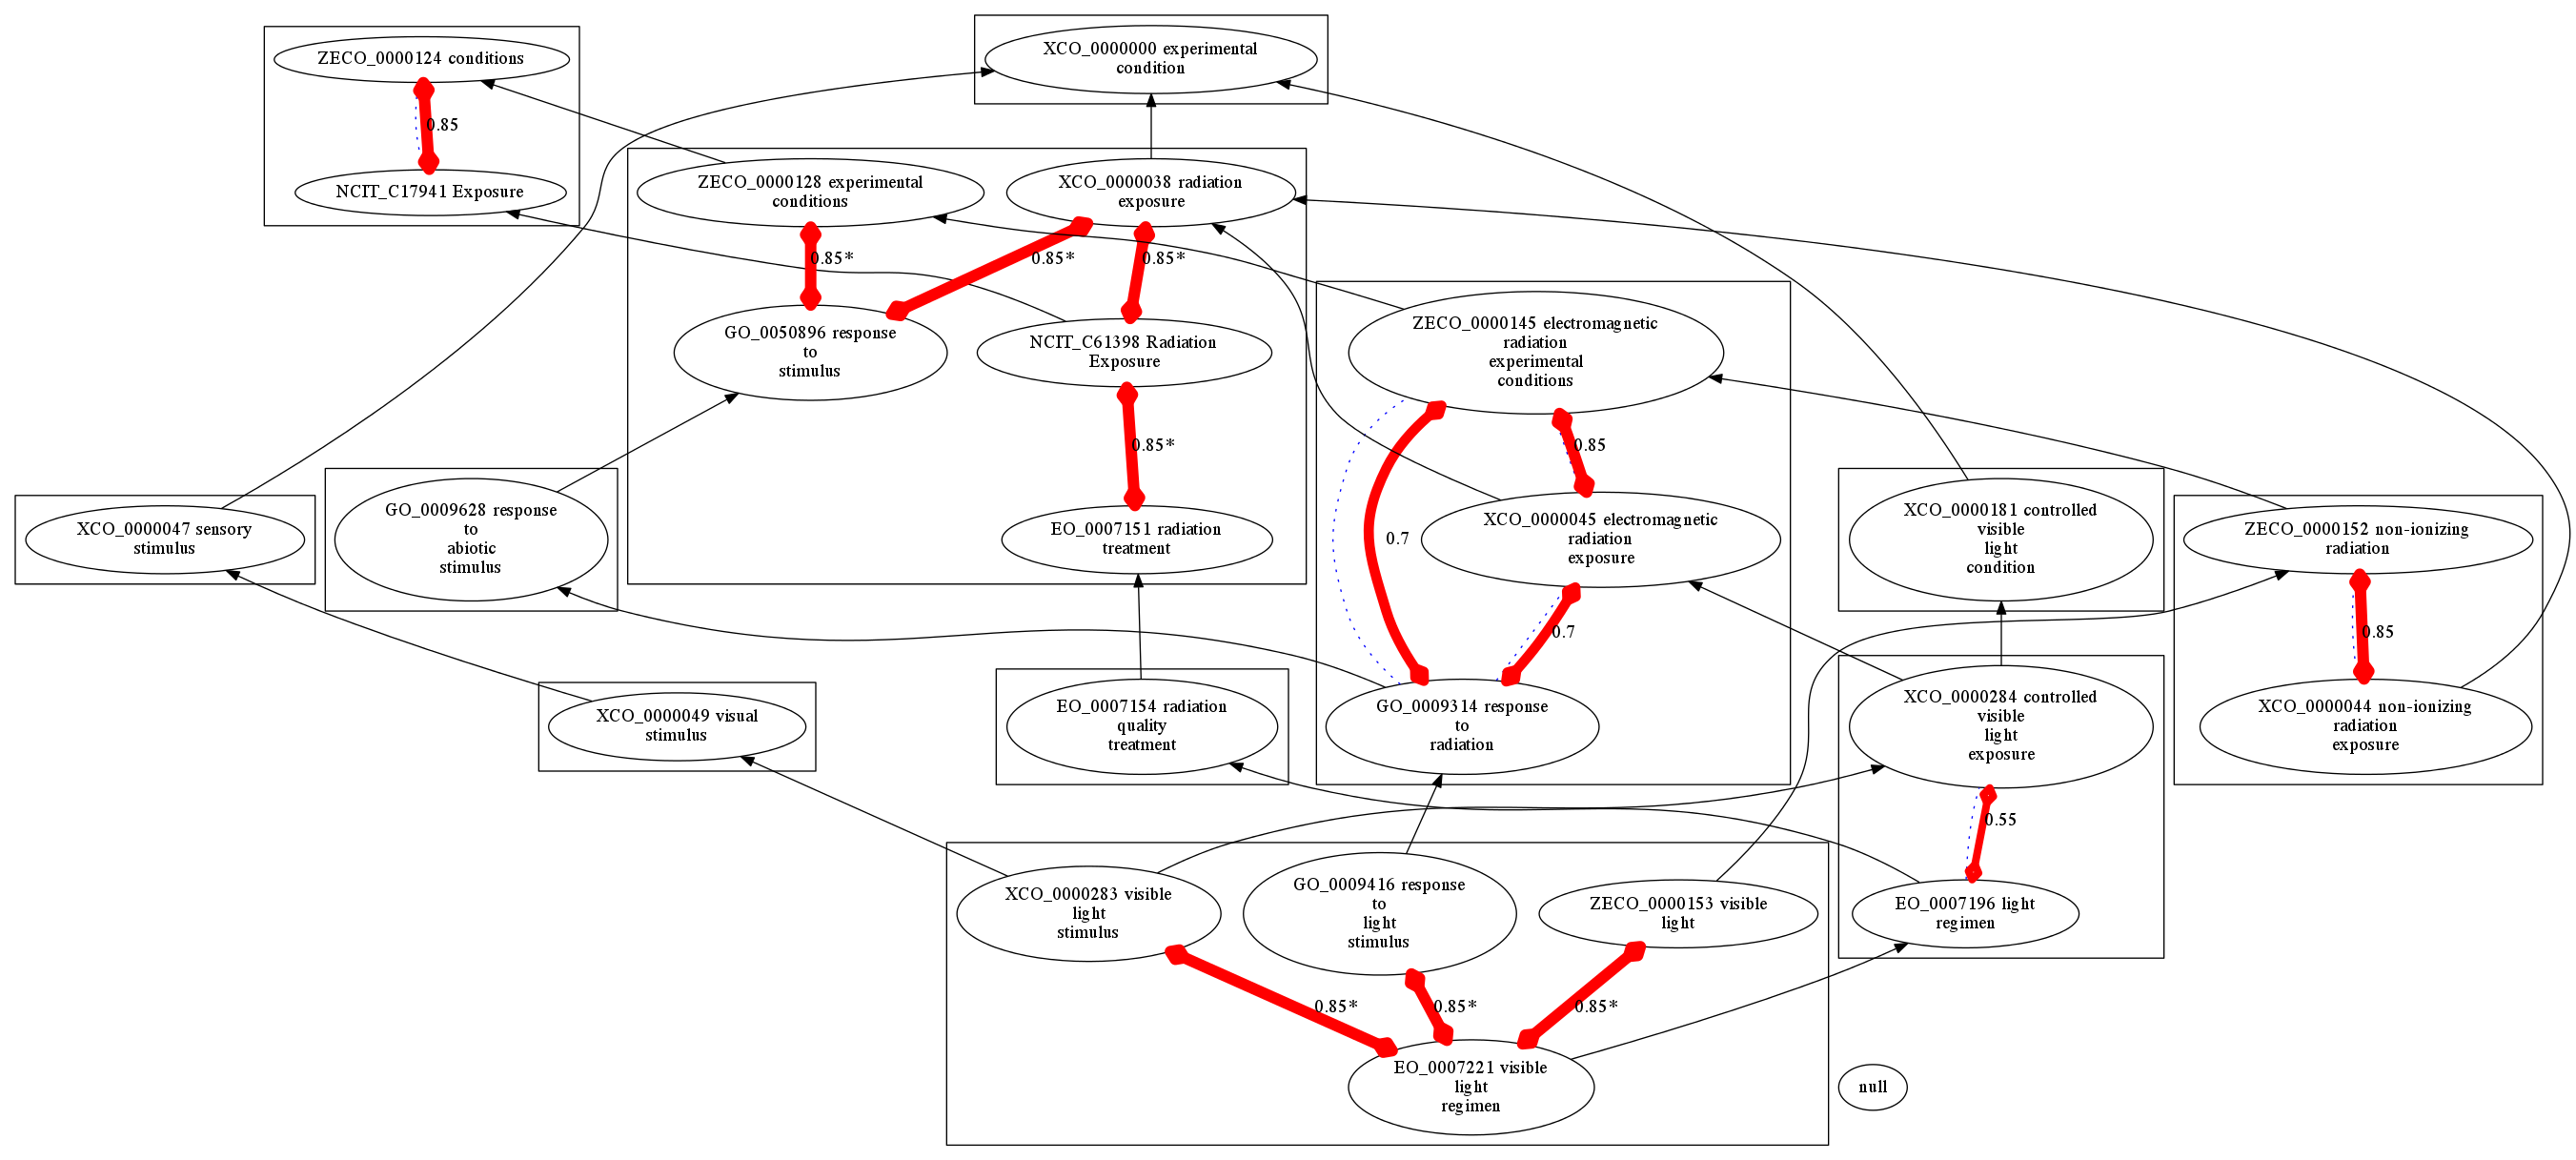 ZECO_0000124 conditions
XCO_0000000 experimental
condition
0.85
NCIT_C17941 Exposure
ZECO_0000128 experimental
conditions
XCO_0000038 radiation
exposure
0.85*
0.85*
0.85*
GO_0050896 response
to
stimulus
NCIT_C61398 Radiation
Exposure
ZECO_0000145 electromagnetic
radiation
experimental
conditions
0.85*
0.85
XCO_0000047 sensory
stimulus
GO_0009628 response
to
abiotic
stimulus
EO_0007151 radiation
treatment
0.7
XCO_0000045 electromagnetic
radiation
exposure
XCO_0000181 controlled
visible
light
condition
ZECO_0000152 non-ionizing
radiation
0.7
0.85
XCO_0000049 visual
stimulus
EO_0007154 radiation
quality
treatment
GO_0009314 response
to
radiation
XCO_0000284 controlled
visible
light
exposure
XCO_0000044 non-ionizing
radiation
exposure
0.55
XCO_0000283 visible
light
stimulus
GO_0009416 response
to
light
stimulus
ZECO_0000153 visible
light
EO_0007196 light
regimen
0.85*
0.85*
0.85*
EO_0007221 visible
light
regimen
null